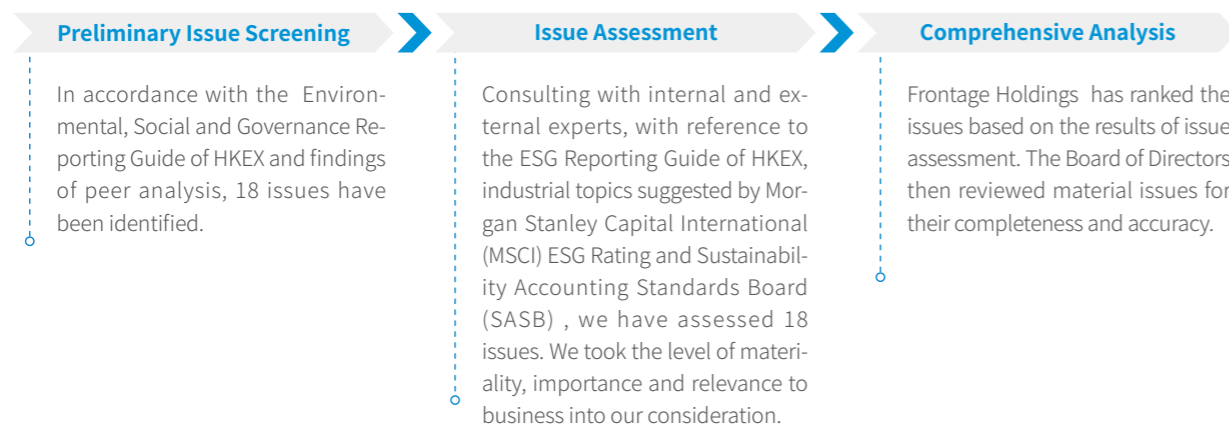 Preliminary Issue Screening
In accordance with the Environ-
mental, Social and Governance Re-
porting Guide of HKEX and findings
of peer analysis, 18 issues have
been identified.
Issue Assessment
Consulting with internal and ex-
ternal experts, with reference to
the ESG Reporting Guide of HKEX,
industrial topics suggested by Mor-
gan Stanley Capital International
(MSCI) ESG Rating and Sustainabil-
ity Accounting Standards Board
(SASB) , we have assessed 18
issues. We took the level of materi-
ality, importance and relevance to
business into our consideration.
Comprehensive Analysis
Frontage Holdings has ranked the
issues based on the results of issue
assessment. The Board of Directors
then reviewed material issues for
their completeness and accuracy.